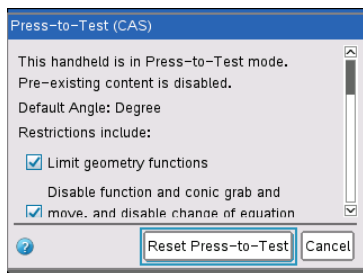 Press-to-Test (CAS)
This handheld is in Press-to-Test mode.
Pre-existing content is disabled.
Default Angle: Degree
Restrictions include:
Limit geometry functions
Disable function and conic grab and
move, and disable change of equation
Reset Press-to-Test Cancel